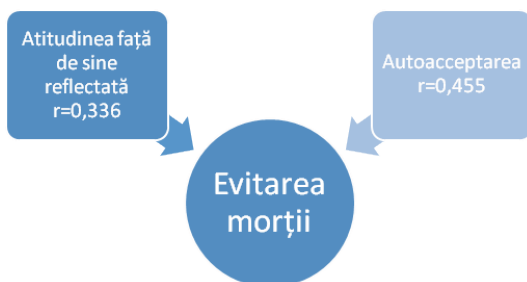 Atitudinea față
de sine
reflectată
r=0,336
Autoacceptarea
r=0,455
Evitarea
morții